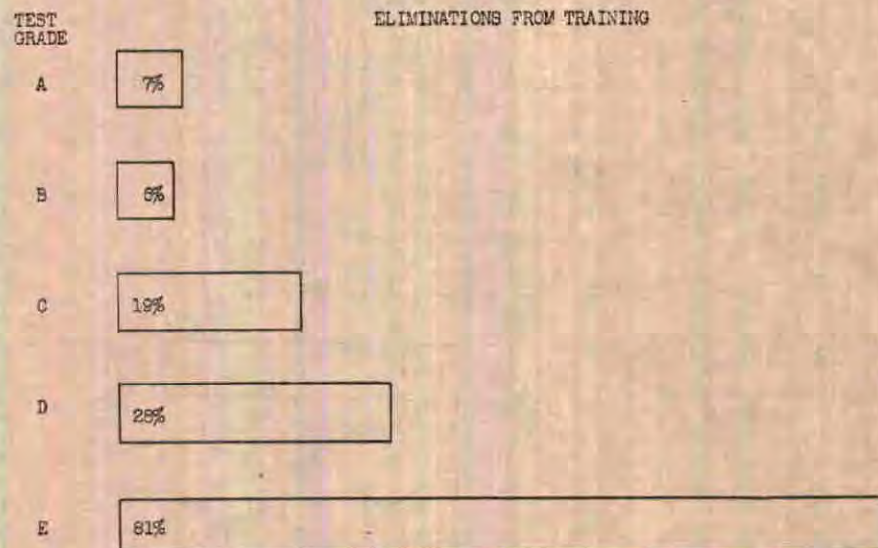 TEST
GRADE
ELIMINATIONS FROM TRAINING
A 7%
B 6%
C 19%
D 28%
E 81%